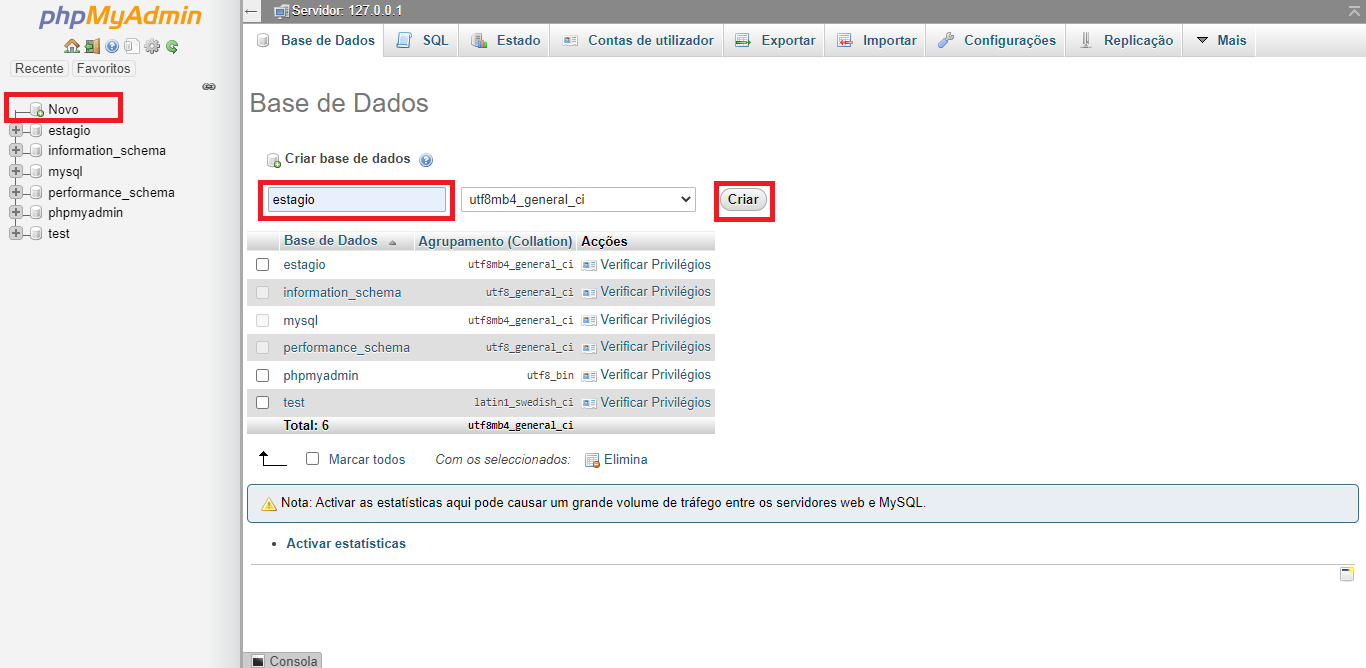 phpMyAdmin
Recente Favoritos
Novo
estagio
information_schema
mysql
performance_schema
phpmyadmin
test
Servidor: 127.0.0.1
Base de Dados SQL Estado Contas de utilizador Exportar Importar Configurações Replicação Mais
Base de Dados
Criar base de dados
estagio utf8mb4_general_ci Criar
Base de Dados Agrupamento (Collation) Acções
estagio utf8mb4_general_ci Verificar Privilégios
information_schema utf8_general_ci Verificar Privilégios
mysql utf8mb4_general_ci Verificar Privilégios
performance_schema utf8_general_ci Verificar Privilégios
phpmyadmin utf8_bin Verificar Privilégios
test latin1_swedish_ci Verificar Privilégios
Total: 6 utf8mb4_general_ci
Marcar todos Com os seleccionados: Elimina
Nota: Activar as estatísticas aqui pode causar um grande volume de tráfego entre os servidores web e MySQL.
• Activar estatísticas
Consola